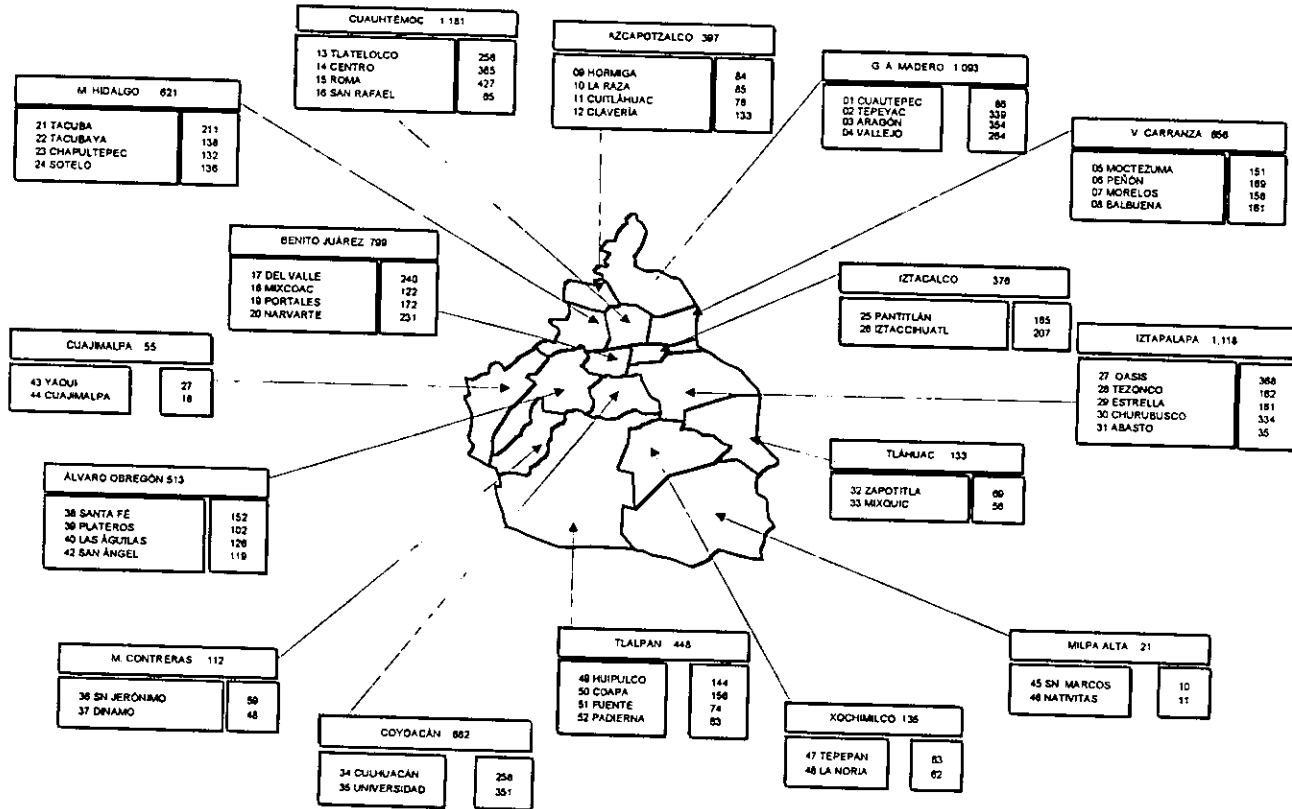 CUAUHTÉMOC 1 181
13 TLATELOLCO 256
14 CENTRO 365
15 ROMA 427
16 SAN RAFAEL 85
AZCAPOTZALCO 397
09 HORMIGA 84
10 LA RAZA 85
11 CUITLÁHUAC 78
12 CLAVERÍA 133
G A MADERO 1 093
01 CUAUTEPEC 86
02 TEPEYAC 339
03 ARAGÓN 354
04 VALLEJO 264
M HIDALGO 621
21 TACUBA 211
22 TACUBAYA 138
23 CHAPULTEPEC 132
24 SOTELO 136
V. CARRANZA 656
05 MOCTEZUMA 151
06 PEÑÓN 169
07 MORELOS 158
08 BALBUENA 161
BENITO JUÁREZ 799
17 DEL VALLE 240
18 MIXCOAC 122
19 PORTALES 172
20 NARVARTE 231
IZTACALCO 376
25 PANTITLÁN 165
26 IZTACCIHUATL 207
CUAJIMALPA 55
43 YAQUI 27
44 CUAJIMALPA 18
IZTAPALAPA 1,118
27 OASIS 368
28 TEZONCO 162
29 ESTRELLA 161
30 CHURUBUSCO 334
31 ABASTO 35
ÁLVARO OBREGÓN 513
38 SANTA FÉ 152
39 PLATEROS 102
40 LAS ÁGUILAS 126
42 SAN ÁNGEL 119
TLÁHUAC 133
32 ZAPOTITLA 69
33 MIXQUIC 56
M. CONTRERAS 112
36 SN JERÓNIMO 59
37 DINAMO 48
TLALPAN 448
49 HUIPULCO 144
50 COAPA 156
51 FUENTE 74
52 PADIERNA 63
MILPA ALTA 21
45 SN MARCOS 10
46 NATIVITAS 11
COYOACÁN 662
34 CULHUACÁN 256
35 UNIVERSIDAD 351
XOCHIMILCO 135
47 TEPEPAN 63
48 LA NORIA 62